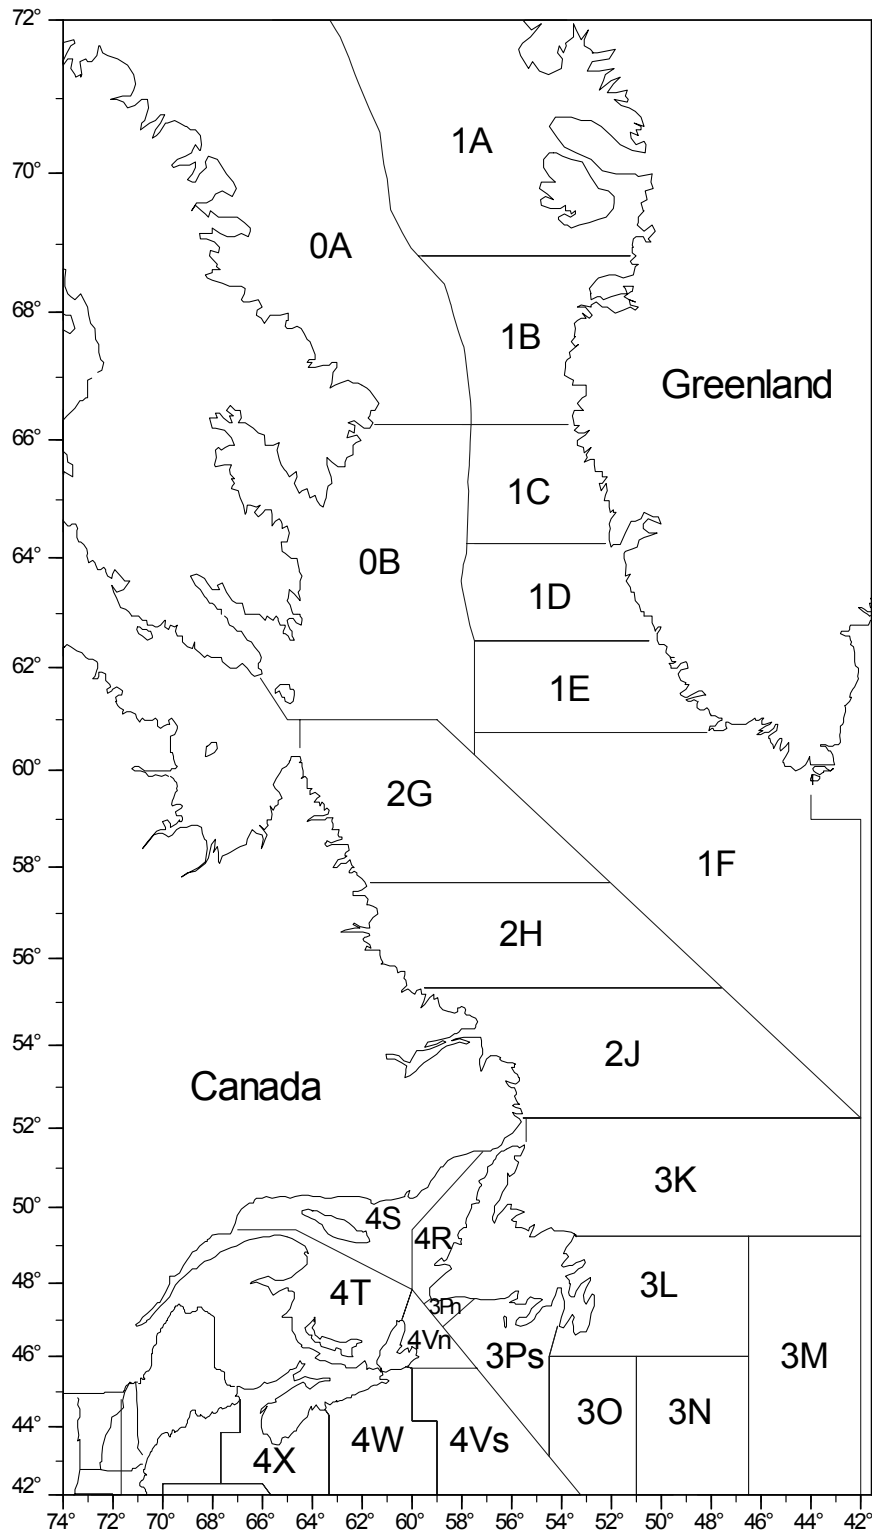 72°
1A
70°
0A
68°
1B
Greenland
66°
1C
64°
0B
1D
62°
1E
60°
2G
58°
1F
2H
56°
54°
2J
Canada
52°
3K
50°
4S
4R
48°
4T
3L
3Pn
4Vn
46°
3Ps
3M
3O
3N
44°
4W
4Vs
4X
42°
74° 72° 70° 68° 66° 64° 62° 60° 58° 56° 54° 52° 50° 48° 46° 44° 42°